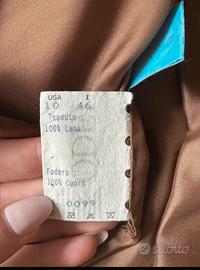 USA I
10 46
Tessuto :
100% Lana
Fodera :
100% Cupro
0099
subito